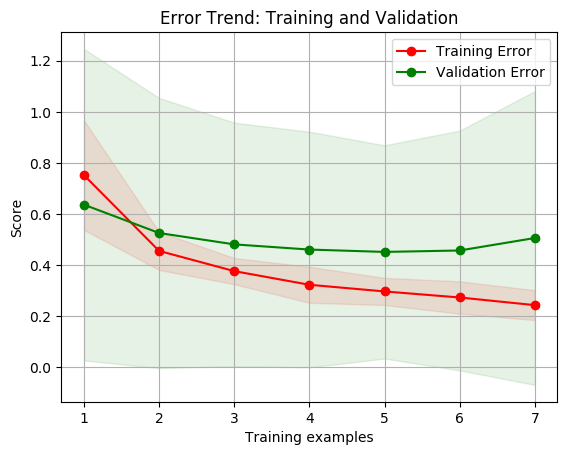 Error Trend: Training and Validation
Training Error
Validation Error
Score
1.2
1.0
0.8
0.6
0.4
0.2
0.0
1 2 3 4 5 6 7
Training examples